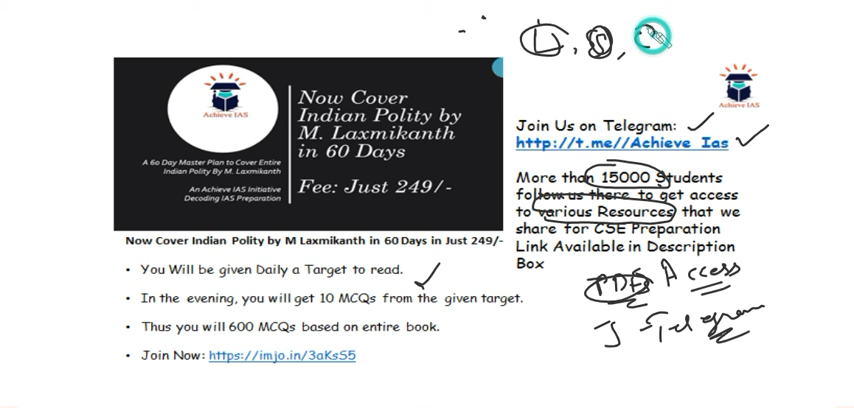 L, S,
Achieve IAS
Now Cover
Indian Polity by
M. Laxmikanth
in 60 Days
A 60 Day Master Plan to Cover Entire
Indian Polity By M. Laxmikanth
An Achieve IAS Initiative
Decoding IAS Preparation
Fee: Just 249/-
Now Cover Indian Polity by M Laxmikanth in 60 Days in Just 249/-
• You Will be given Daily a Target to read.
• In the evening, you will get 10 MCQs from the given target.
• Thus you will 600 MCQs based on entire book.
• Join Now: https://imjo.in/3aKsS5
Achieve IAS
Join Us on Telegram:
http://t.me//Achieve_Ias
More than 15000 Students
follow us there to get access
to various Resources that we
share for CSE Preparation
Link Available in Description
Box
PDFs Access
Telegram